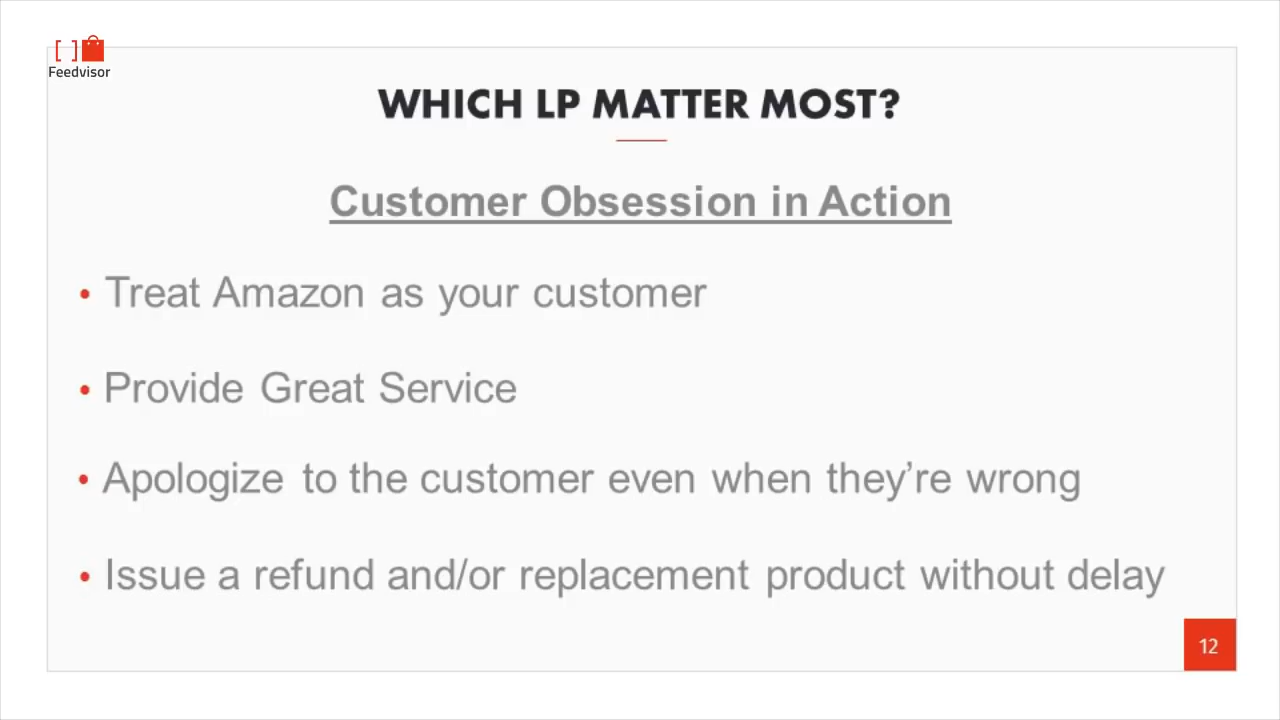 [ ]
Feedvisor
WHICH LP MATTER MOST?
Customer Obsession in Action
• Treat Amazon as your customer
• Provide Great Service
• Apologize to the customer even when they’re wrong
• Issue a refund and/or replacement product without delay
12